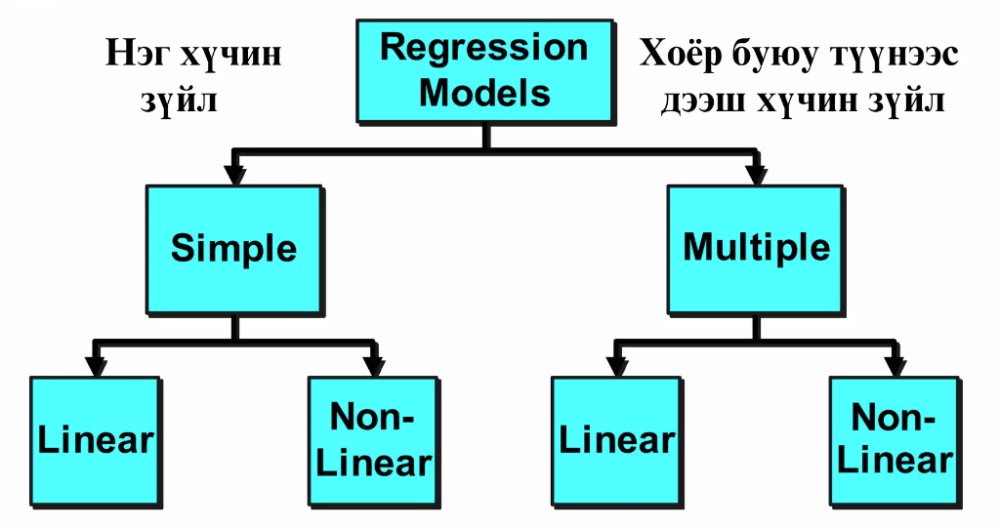 Нэг хүчин
зүйл
Regression
Models
Хоёр буюу түүнээс
дээш хүчин зүйл
Simple
Multiple
Linear
Non-
Linear
Linear
Non-
Linear